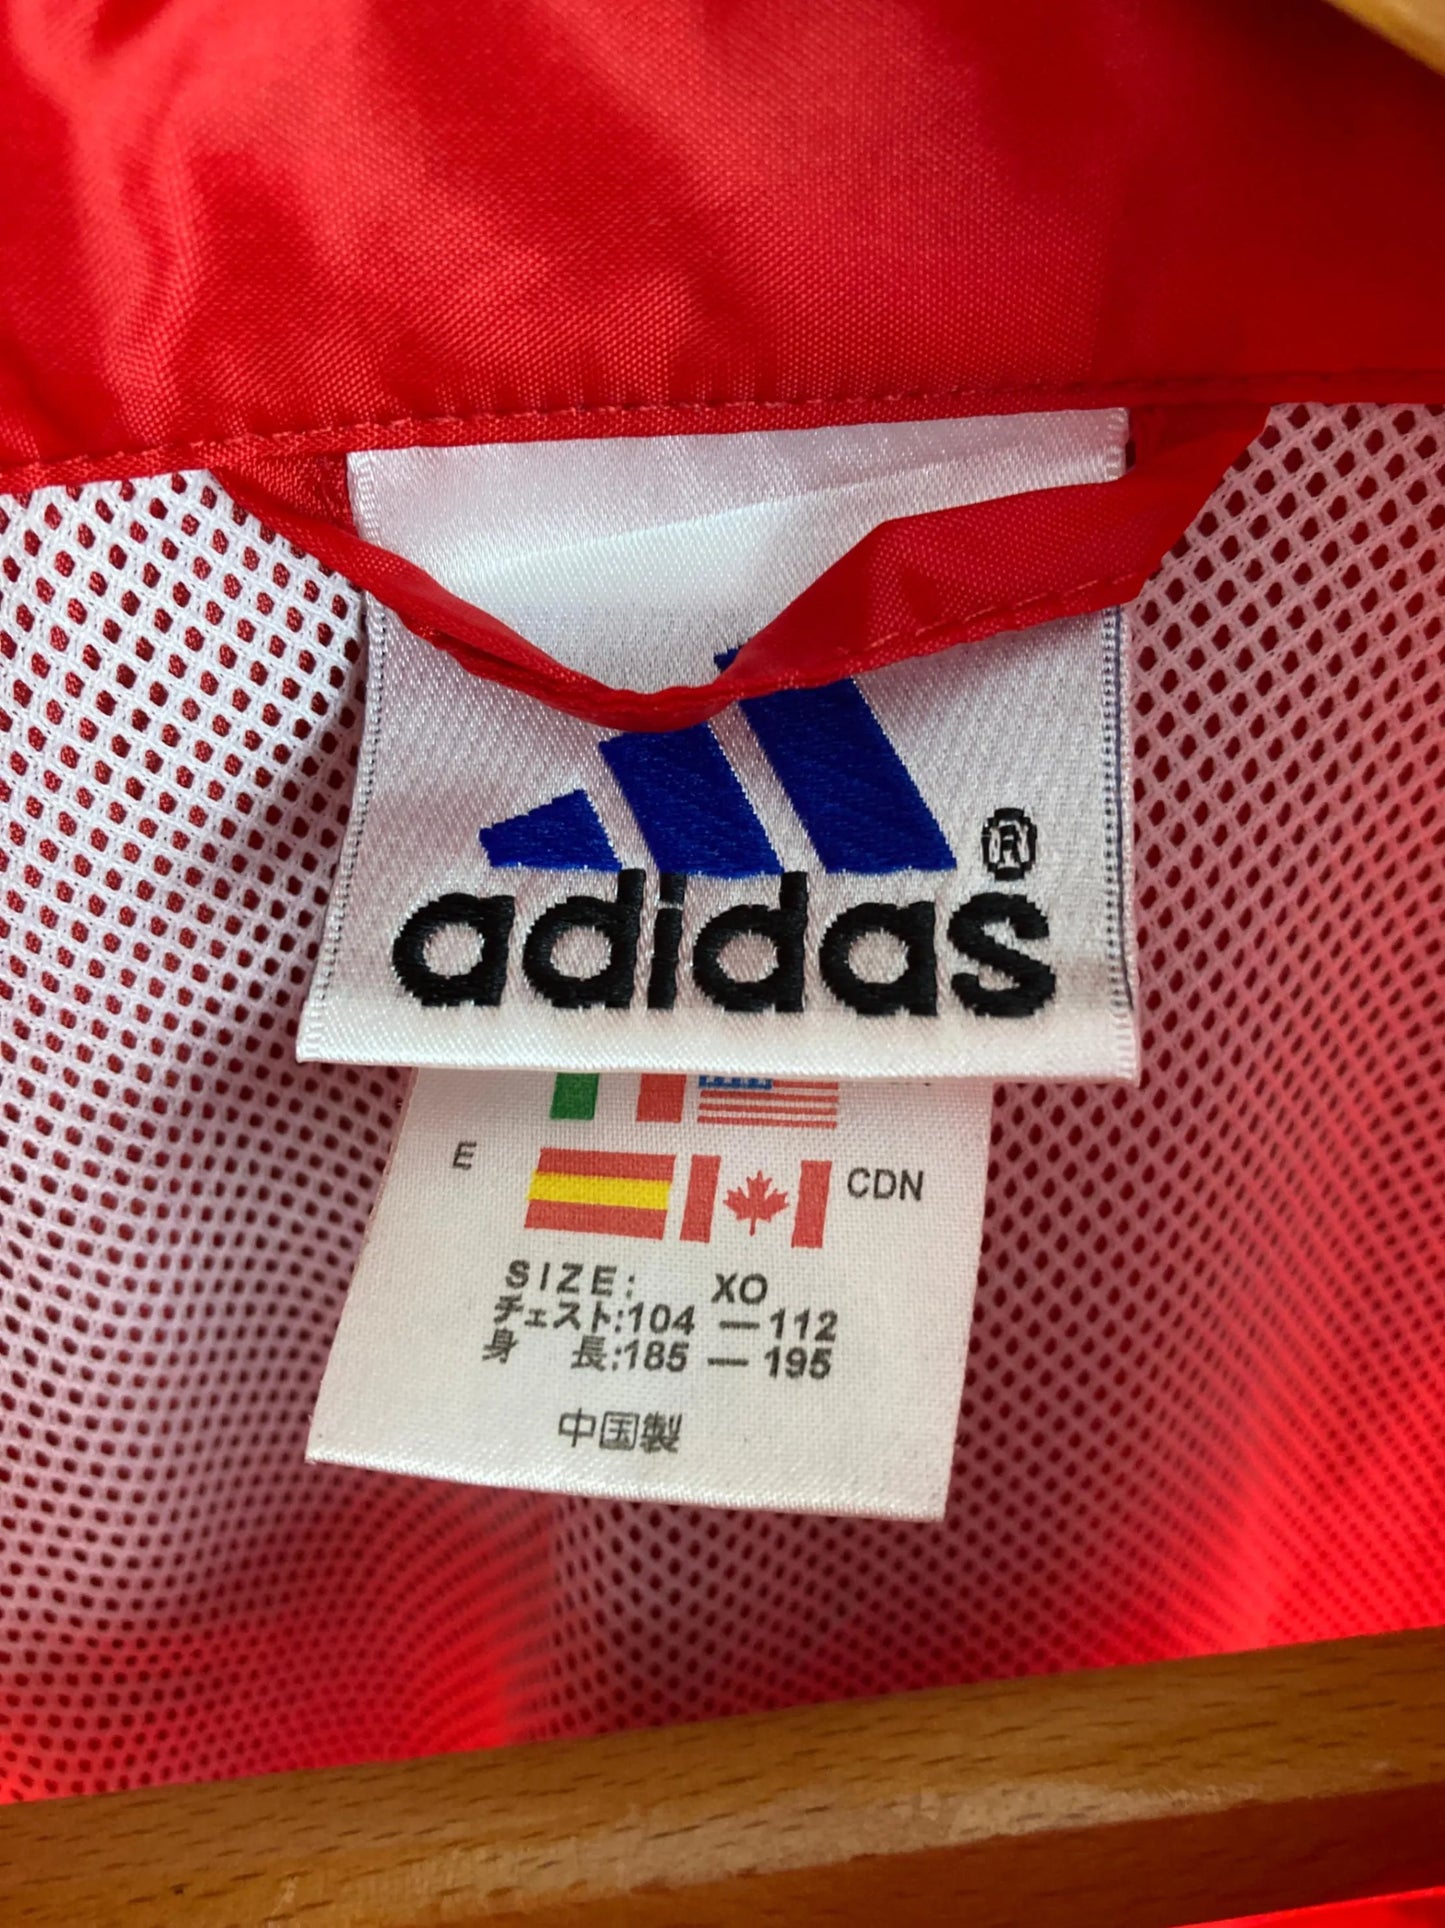 adidas®
E CDN
SIZE: XO
チェスト:104 — 112
身 長:185 — 195
中国製